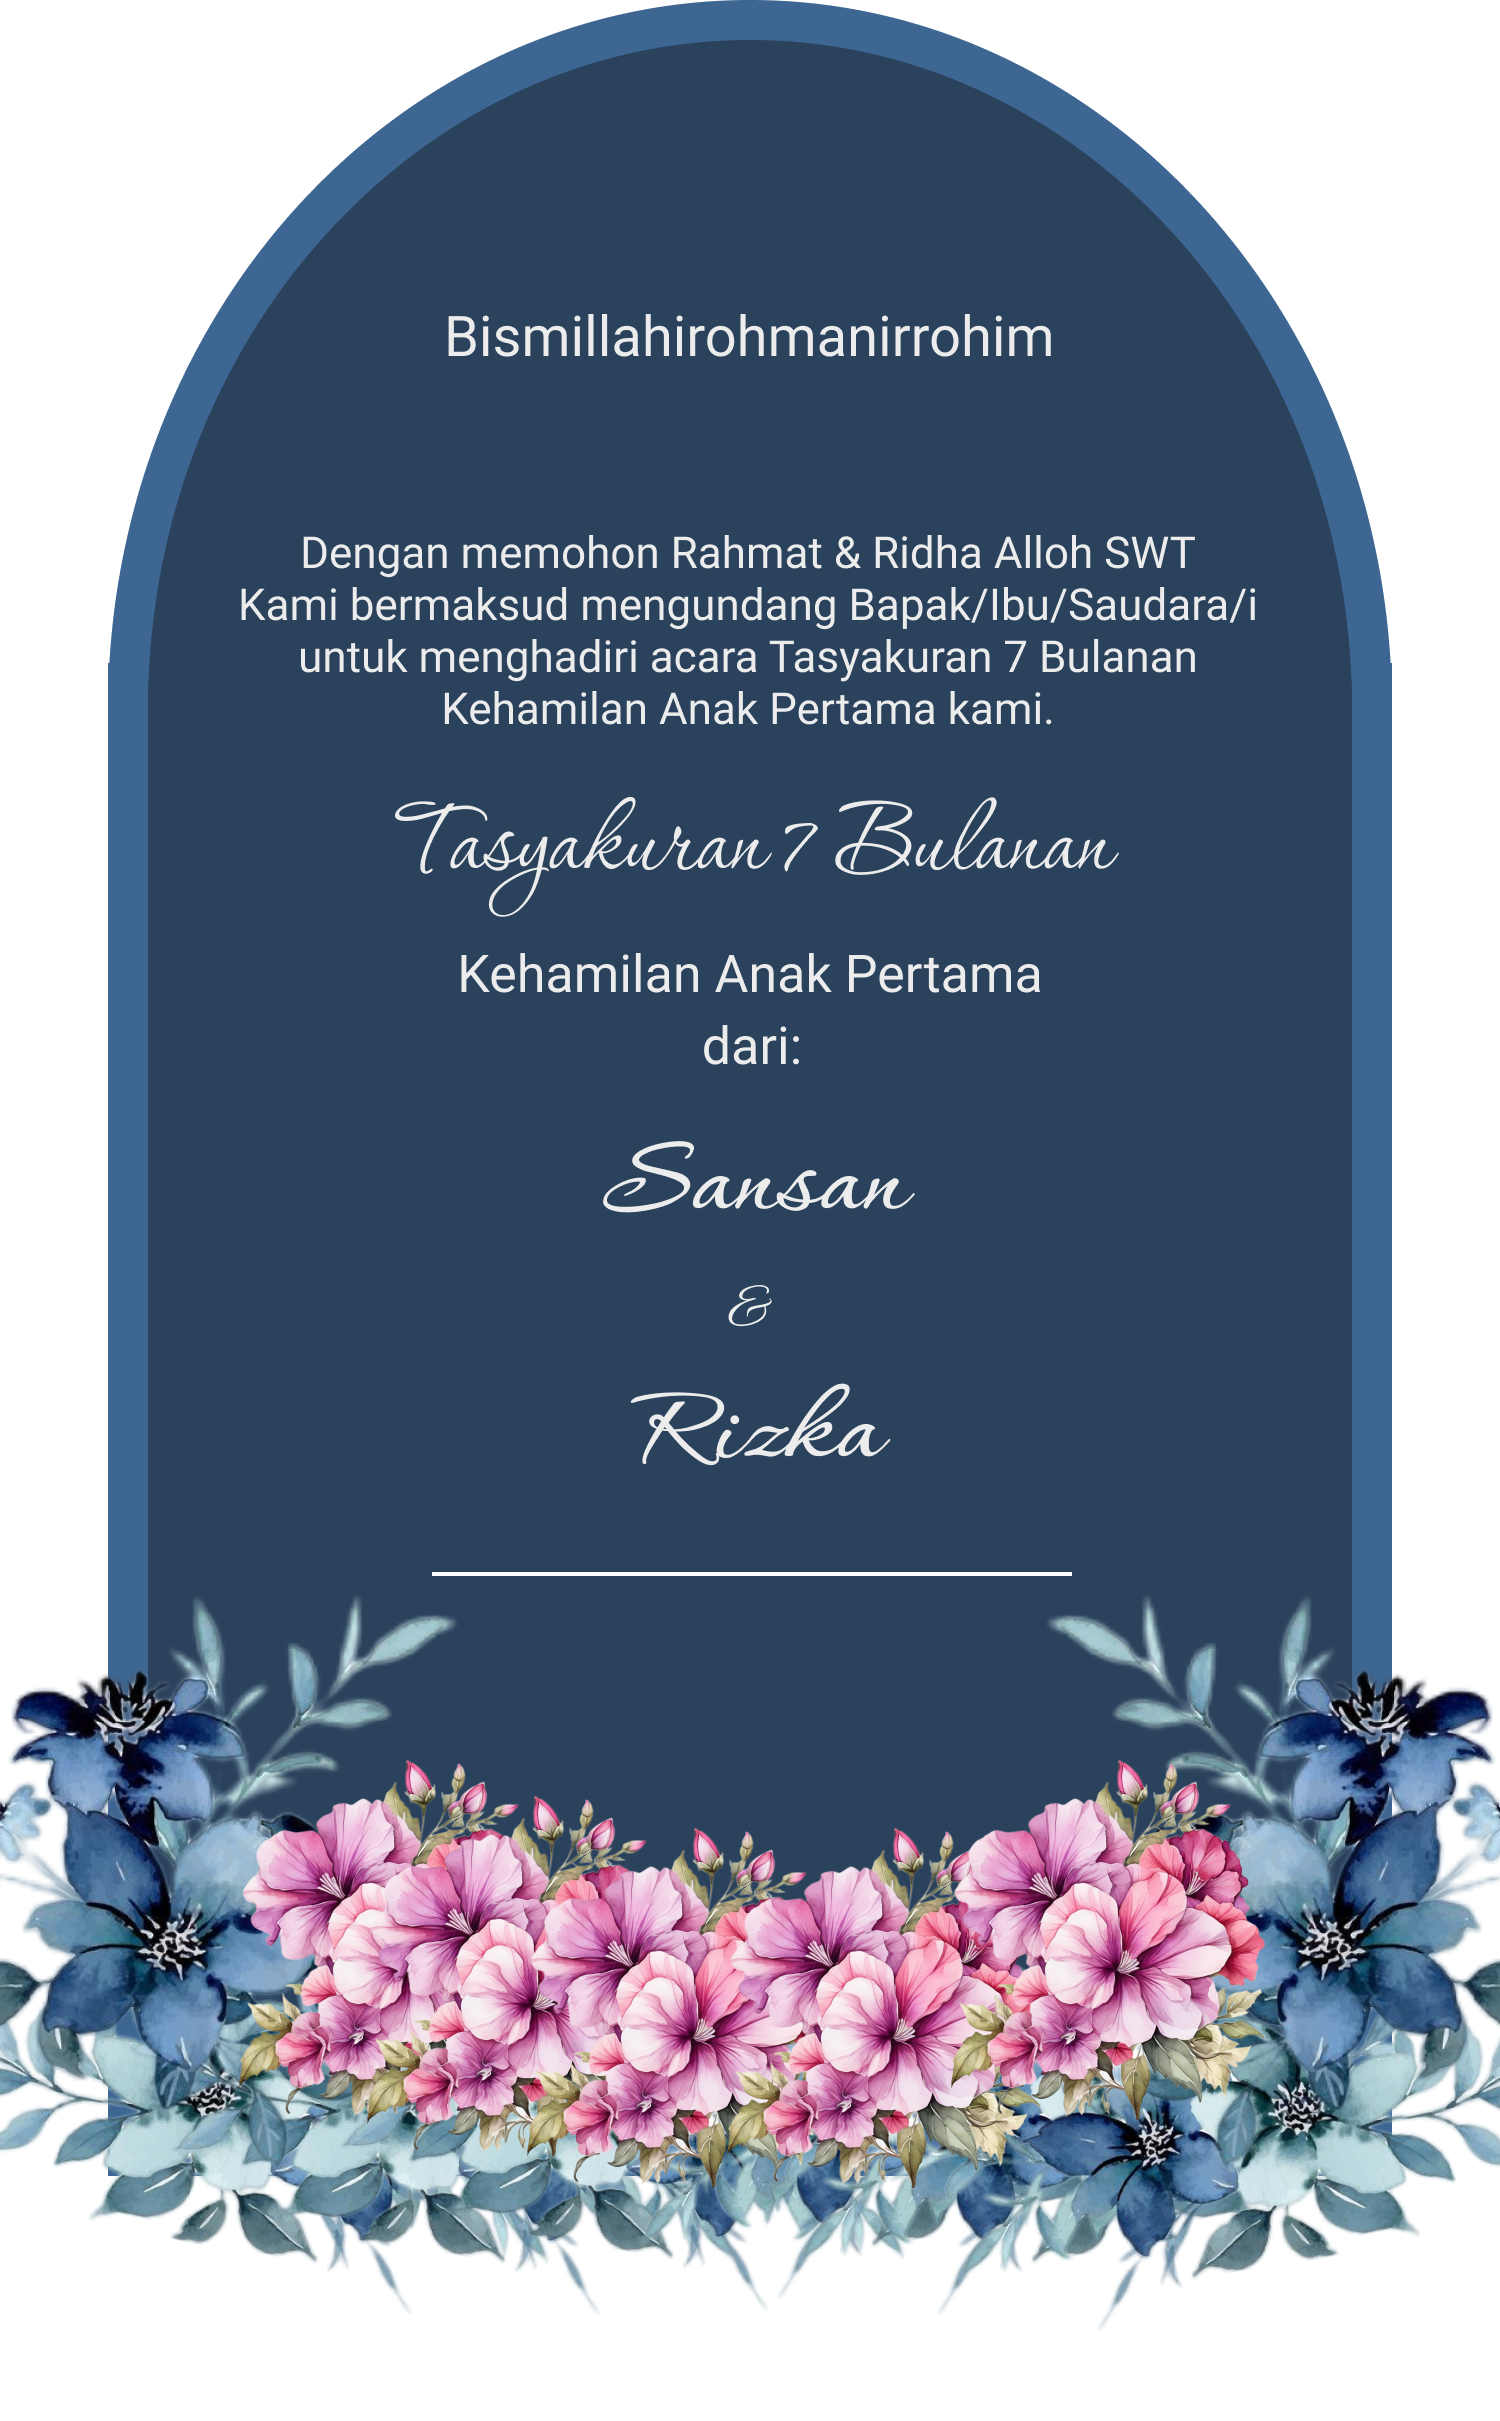 Bismillahirohmanirrohim
Dengan memohon Rahmat & Ridha Alloh SWT
Kami bermaksud mengundang Bapak/Ibu/Saudara/i
untuk menghadiri acara Tasyakuran 7 Bulanan
Kehamilan Anak Pertama kami.
Tasyakuran 7 Bulanan
Kehamilan Anak Pertama
dari:
Sansan
&
Rizka